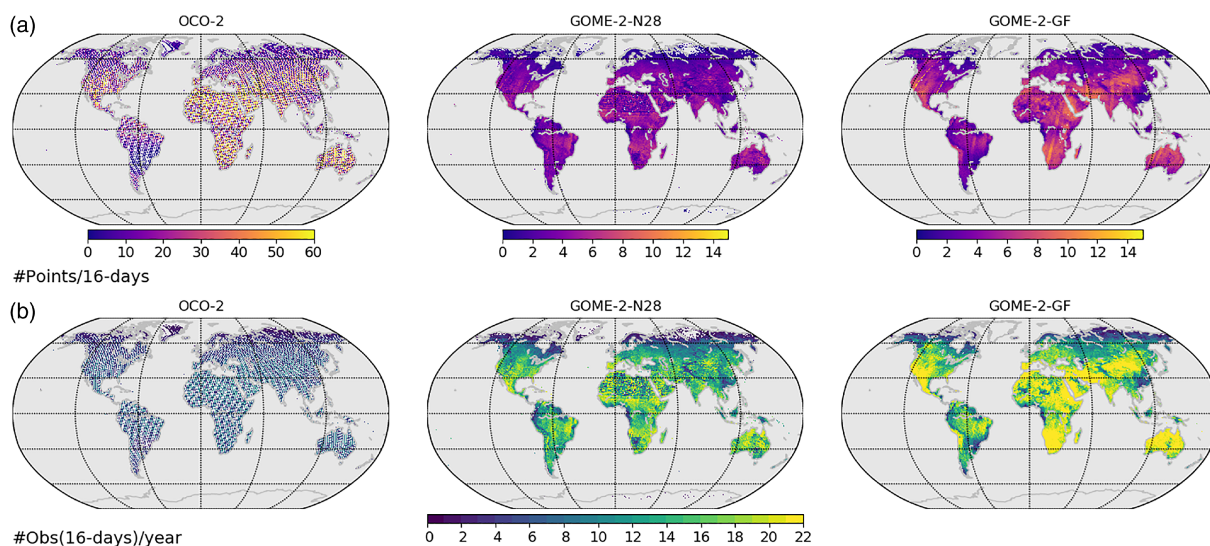 (a)
OCO-2 GOME-2-N28 GOME-2-GF
0 10 20 30 40 50 60 0 2 4 6 8 10 12 14 0 2 4 6 8 10 12 14
#Points/16-days
(b)
OCO-2 GOME-2-N28 GOME-2-GF
0 2 4 6 8 10 12 14 16 18 20 22
#Obs(16-days)/year